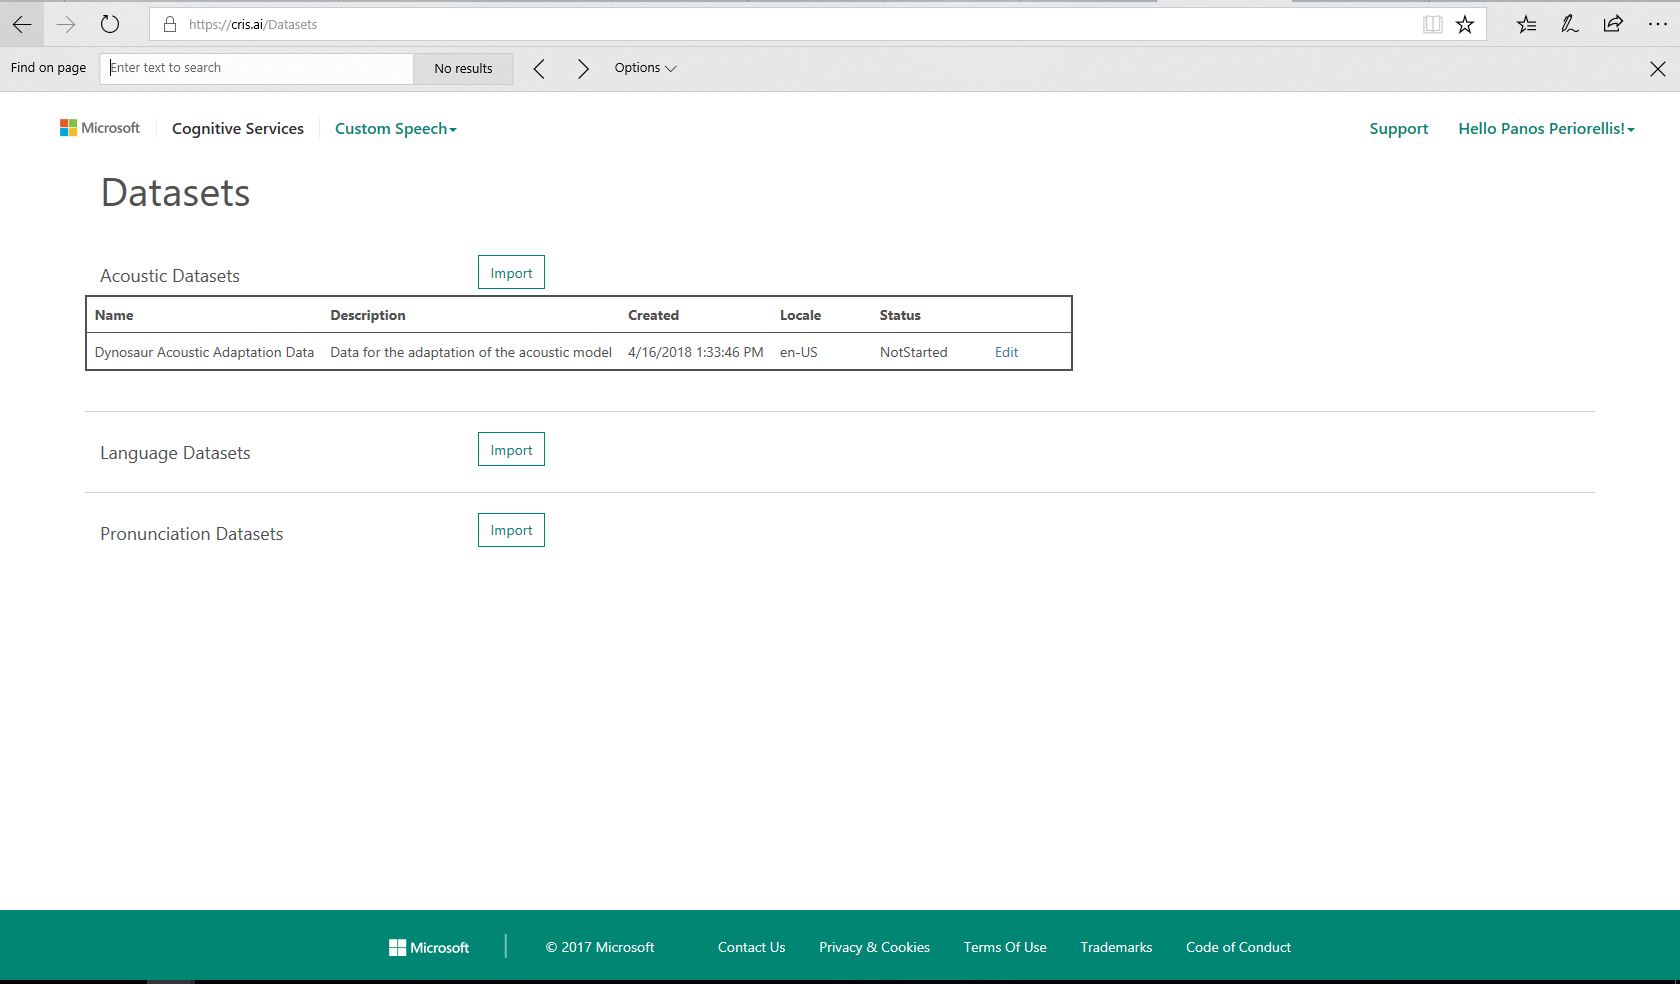 https://cris.ai/Datasets
Find on page Enter text to search No results Options
Microsoft Cognitive Services Custom Speech Support Hello Panos Periorellis!
Datasets
Acoustic Datasets Import
Name Description Created Locale Status
Dynosaur Acoustic Adaptation Data Data for the adaptation of the acoustic model 4/16/2018 1:33:46 PM en-US NotStarted Edit
Language Datasets Import
Pronunciation Datasets Import
Microsoft © 2017 Microsoft Contact Us Privacy & Cookies Terms Of Use Trademarks Code of Conduct